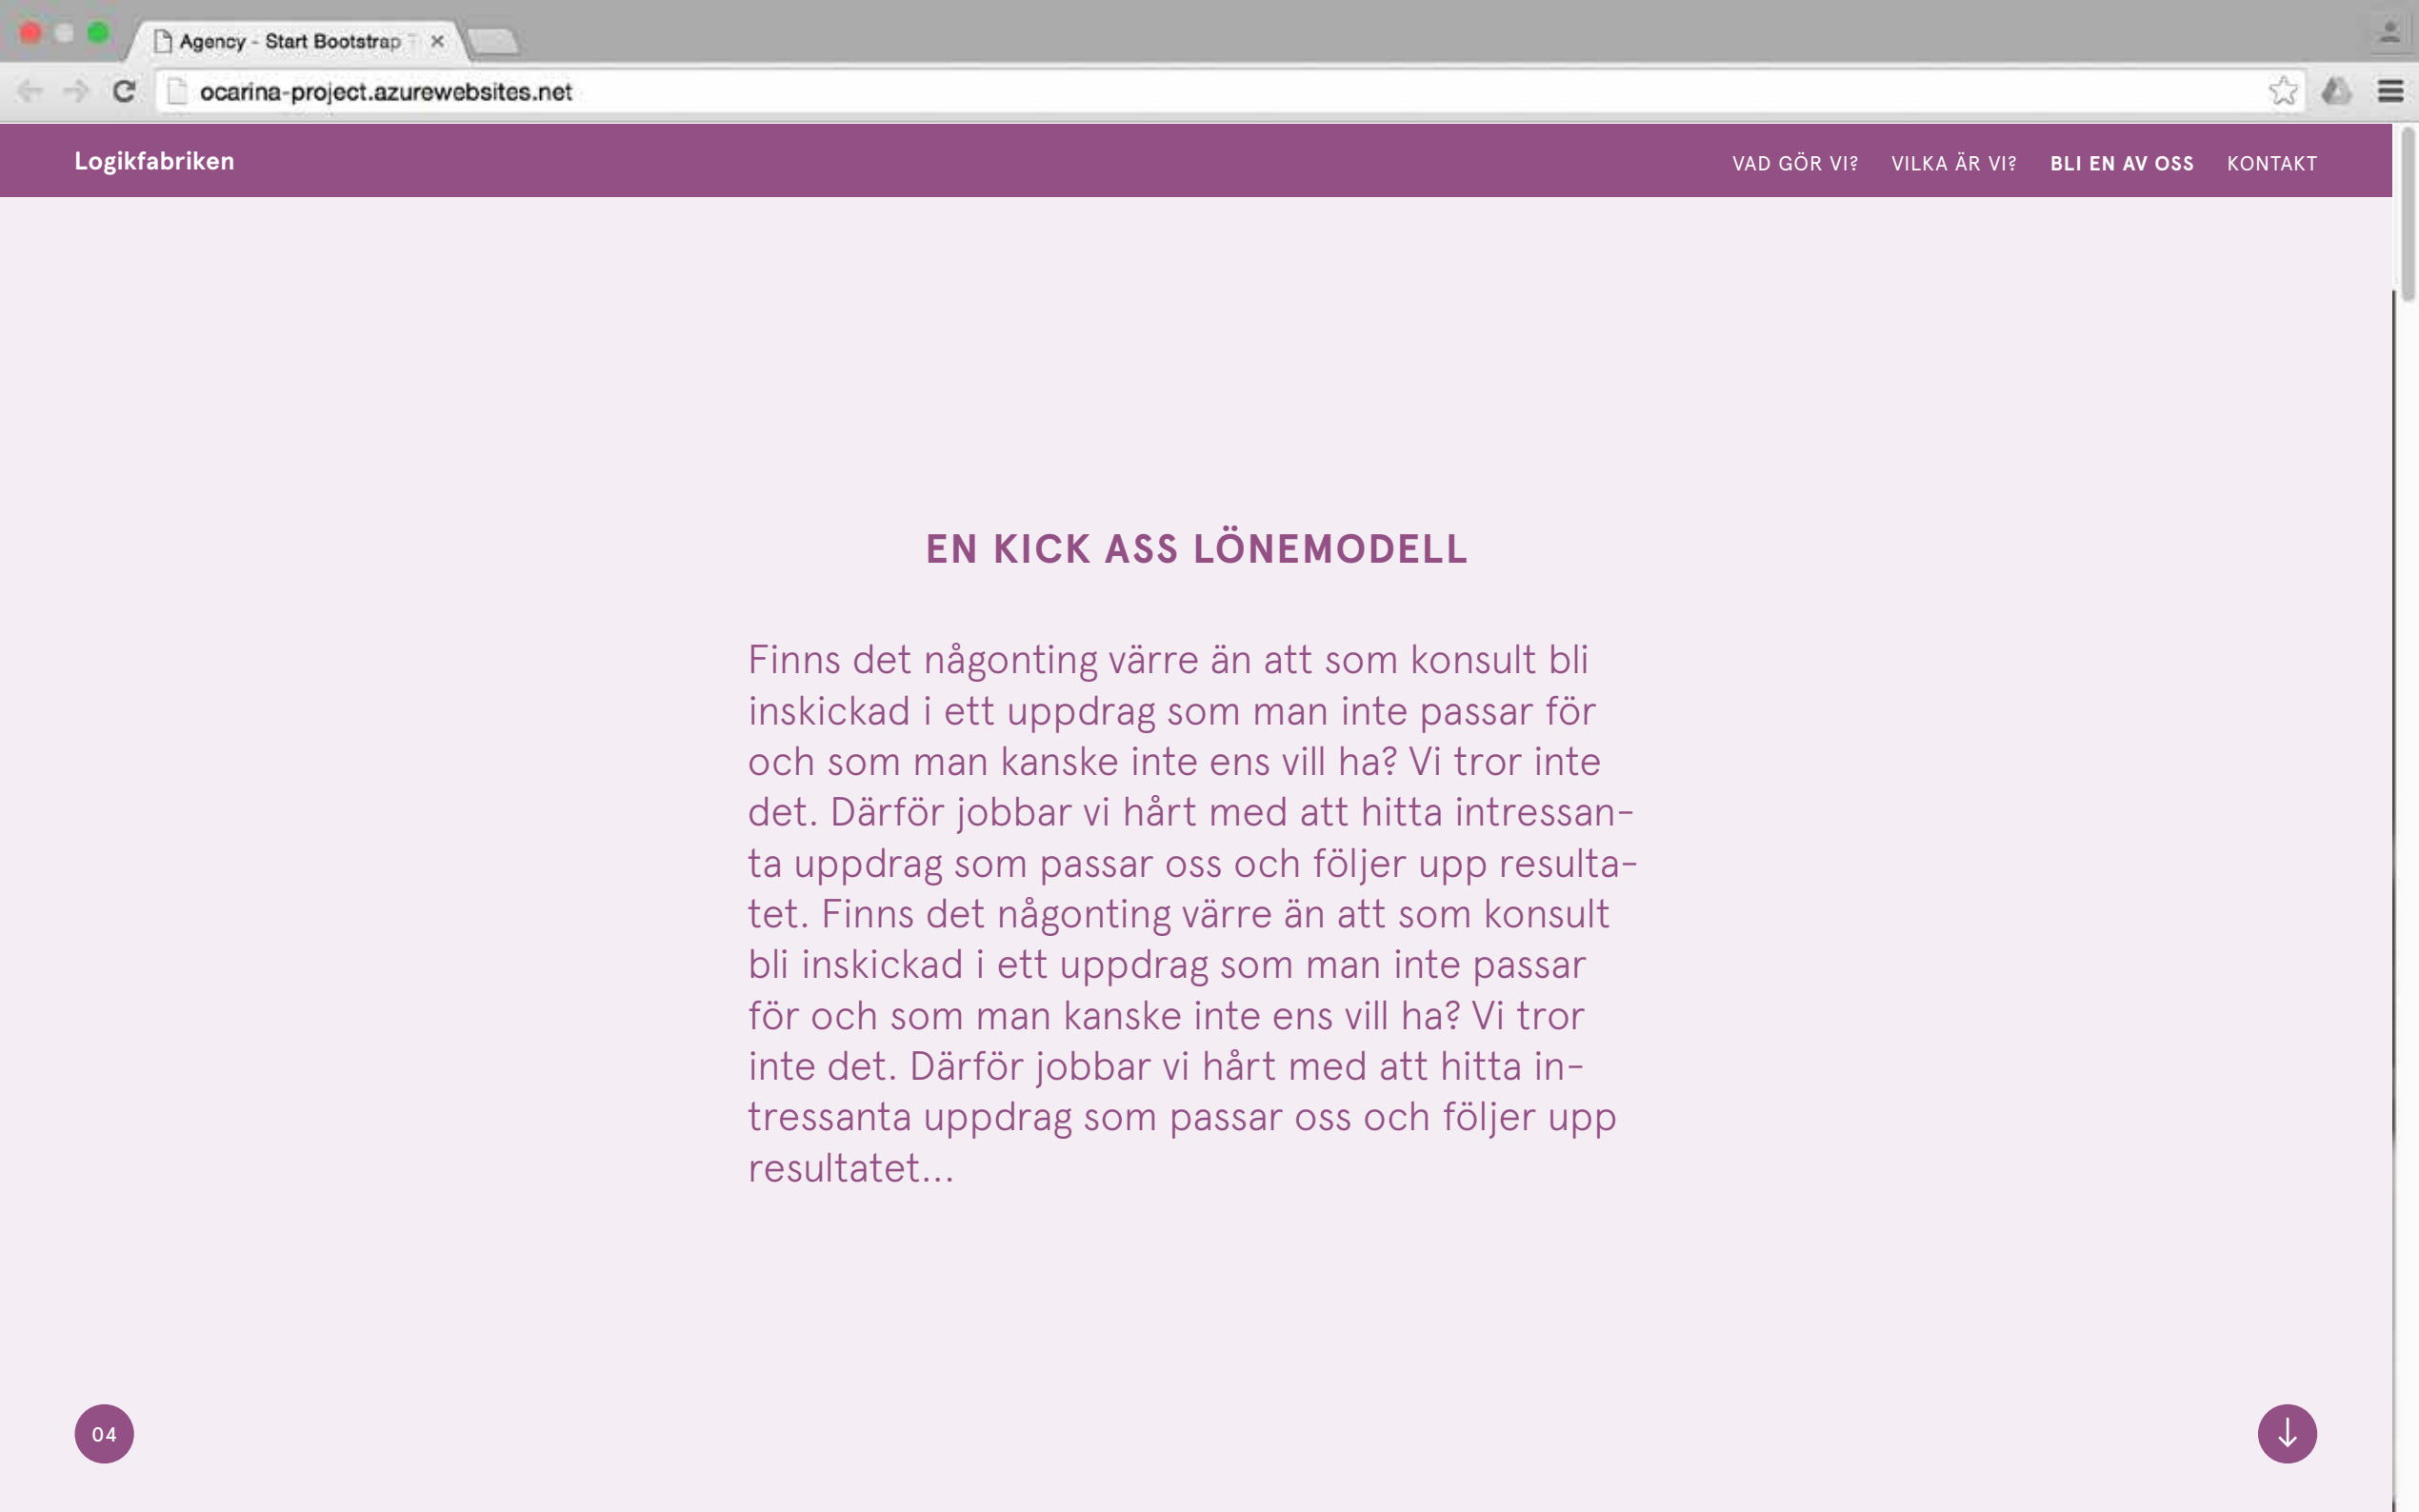 Agency - Start Bootstrap
ocarina-project.azurewebsites.net
Logikfabriken
VAD GÖR VI? VILKA ÄR VI? BLI EN AV OSS KONTAKT
EN KICK ASS LÖNEMODELL
Finns det någonting värre än att som konsult bli
inskickad i ett uppdrag som man inte passar för
och som man kanske inte ens vill ha? Vi tror inte
det. Därför jobbar vi hårt med att hitta intressan-
ta uppdrag som passar oss och följer upp resulta-
tet. Finns det någonting värre än att som konsult
bli inskickad i ett uppdrag som man inte passar
för och som man kanske inte ens vill ha? Vi tror
inte det. Därför jobbar vi hårt med att hitta in-
tressanta uppdrag som passar oss och följer upp
resultatet...
04